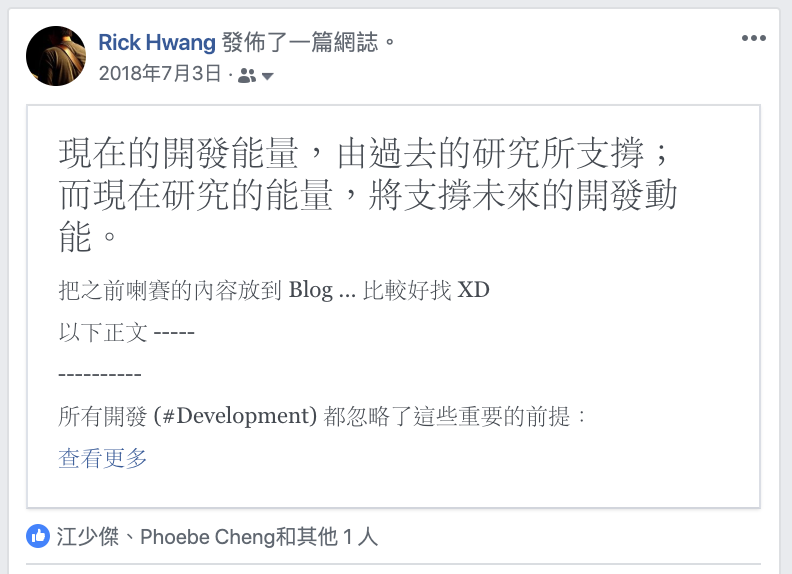 Rick Hwang 發佈了一篇網誌。
2018年7月3日 ·
現在的開發能量，由過去的研究所支撐；
而現在研究的能量，將支撐未來的開發動
能。
把之前喇賽的內容放到 Blog ... 比較好找 XD
以下正文 -----
----------
所有開發 (#Development) 都忽略了這些重要的前提：
查看更多
江少傑、Phoebe Cheng和其他 1 人